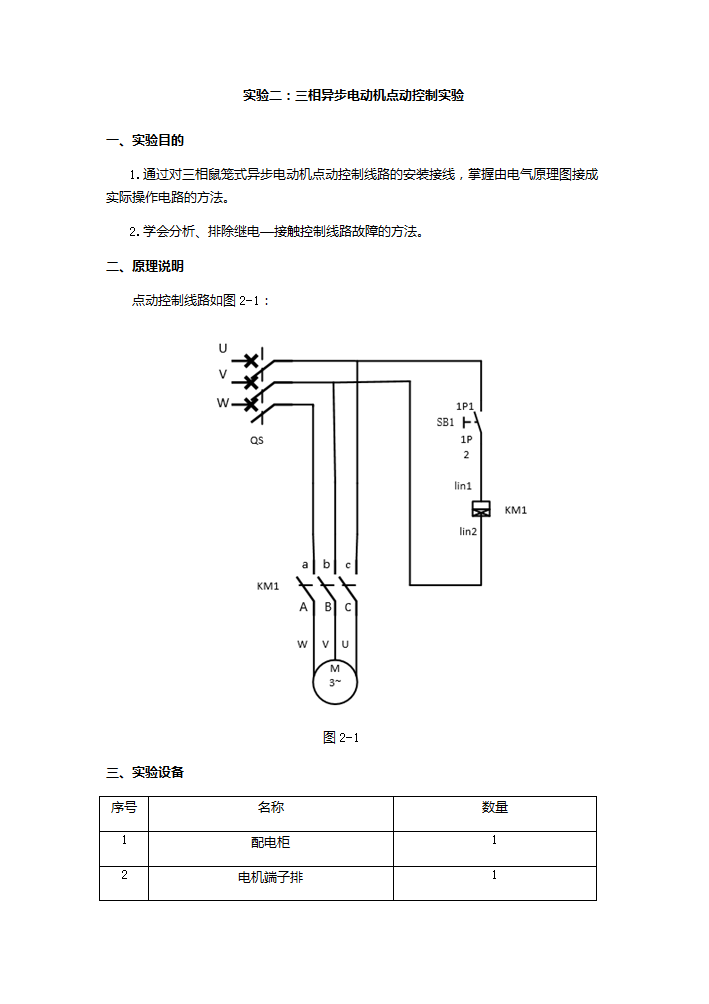 实验二：三相异步电动机点动控制实验
一、实验目的
1.通过对三相鼠笼式异步电动机点动控制线路的安装接线，掌握由电气原理图接成
实际操作电路的方法。
2.学会分析、排除继电—接触控制线路故障的方法。
二、原理说明
点动控制线路如图 2-1：
U
V
W
QS
1P1
SB1
1P
2
lin1
KM1
lin2
a b c
KM1
A B C
W V U
M
3~
图 2-1
三、实验设备
序号 名称 数量
1 配电柜 1
2 电机端子排 1